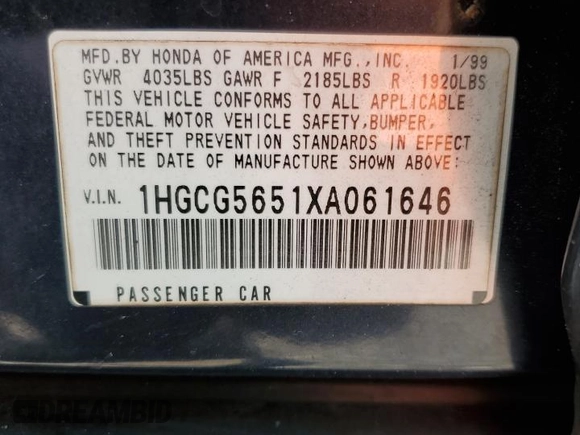 MFD.BY HONDA OF AMERICA MFG.,INC. 1/99
GVWR 4035LBS GAWR F 2185LBS R 1920LBS
THIS VEHICLE CONFORMS TO ALL APPLICABLE
FEDERAL MOTOR VEHICLE SAFETY,BUMPER,
AND THEFT PREVENTION STANDARDS IN EFFECT
ON THE DATE OF MANUFACTURE SHOWN ABOVE:
V.I.N. 1HGCG5651XA061646
PASSENGER CAR
DREAMBID